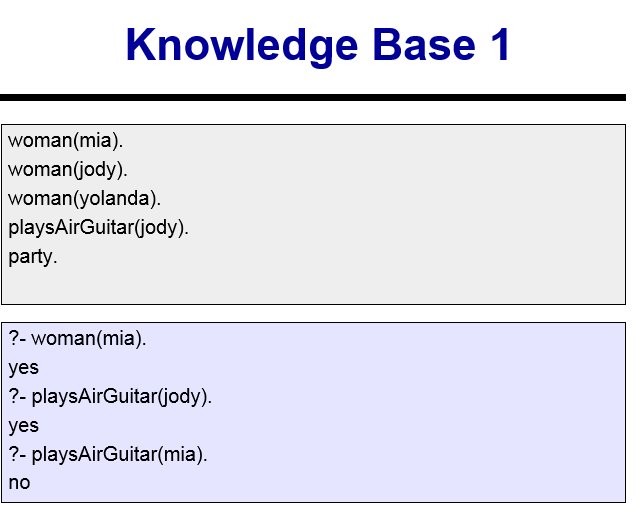 Knowledge Base 1
woman(mia).
woman(jody).
woman(yolanda).
playsAirGuitar(jody).
party.
?- woman(mia).
yes
?- playsAirGuitar(jody).
yes
?- playsAirGuitar(mia).
no